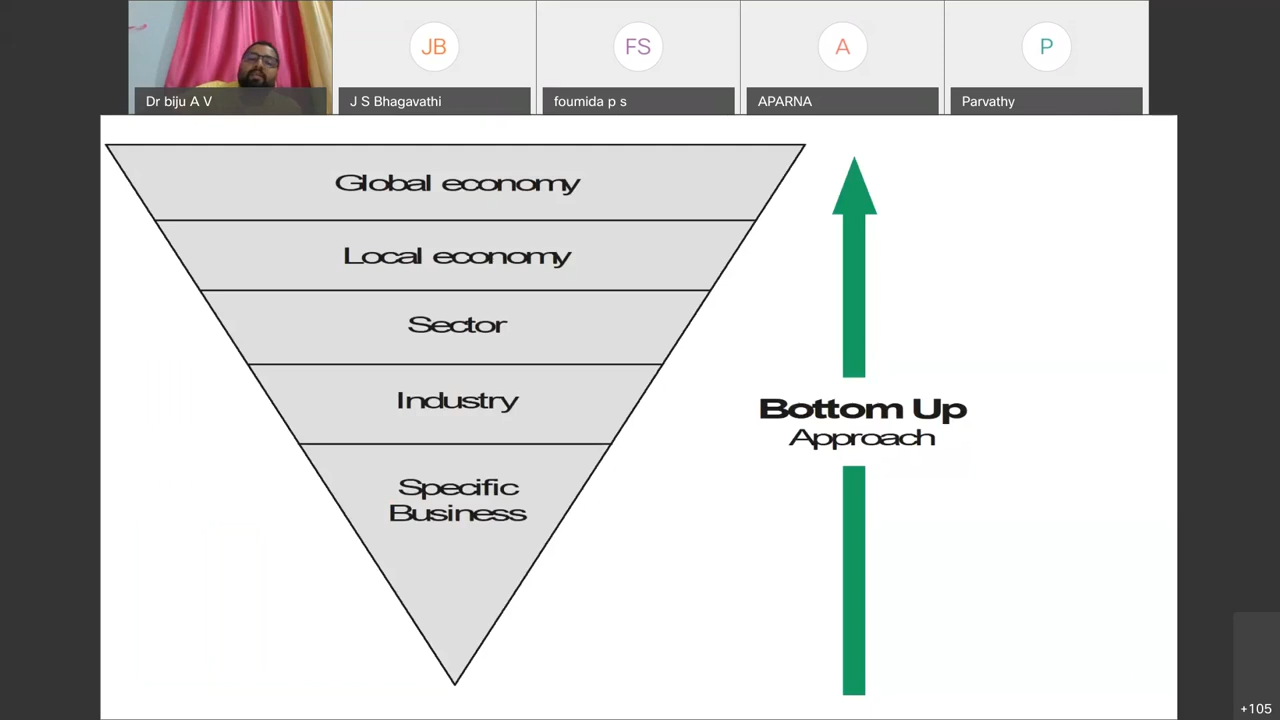 JB
FS
A
P
Dr biju A V
J S Bhagavathi
foumida p s
APARNA
Parvathy
Global economy
Local economy
Sector
Industry
Specific
Business
Bottom Up
Approach
+105